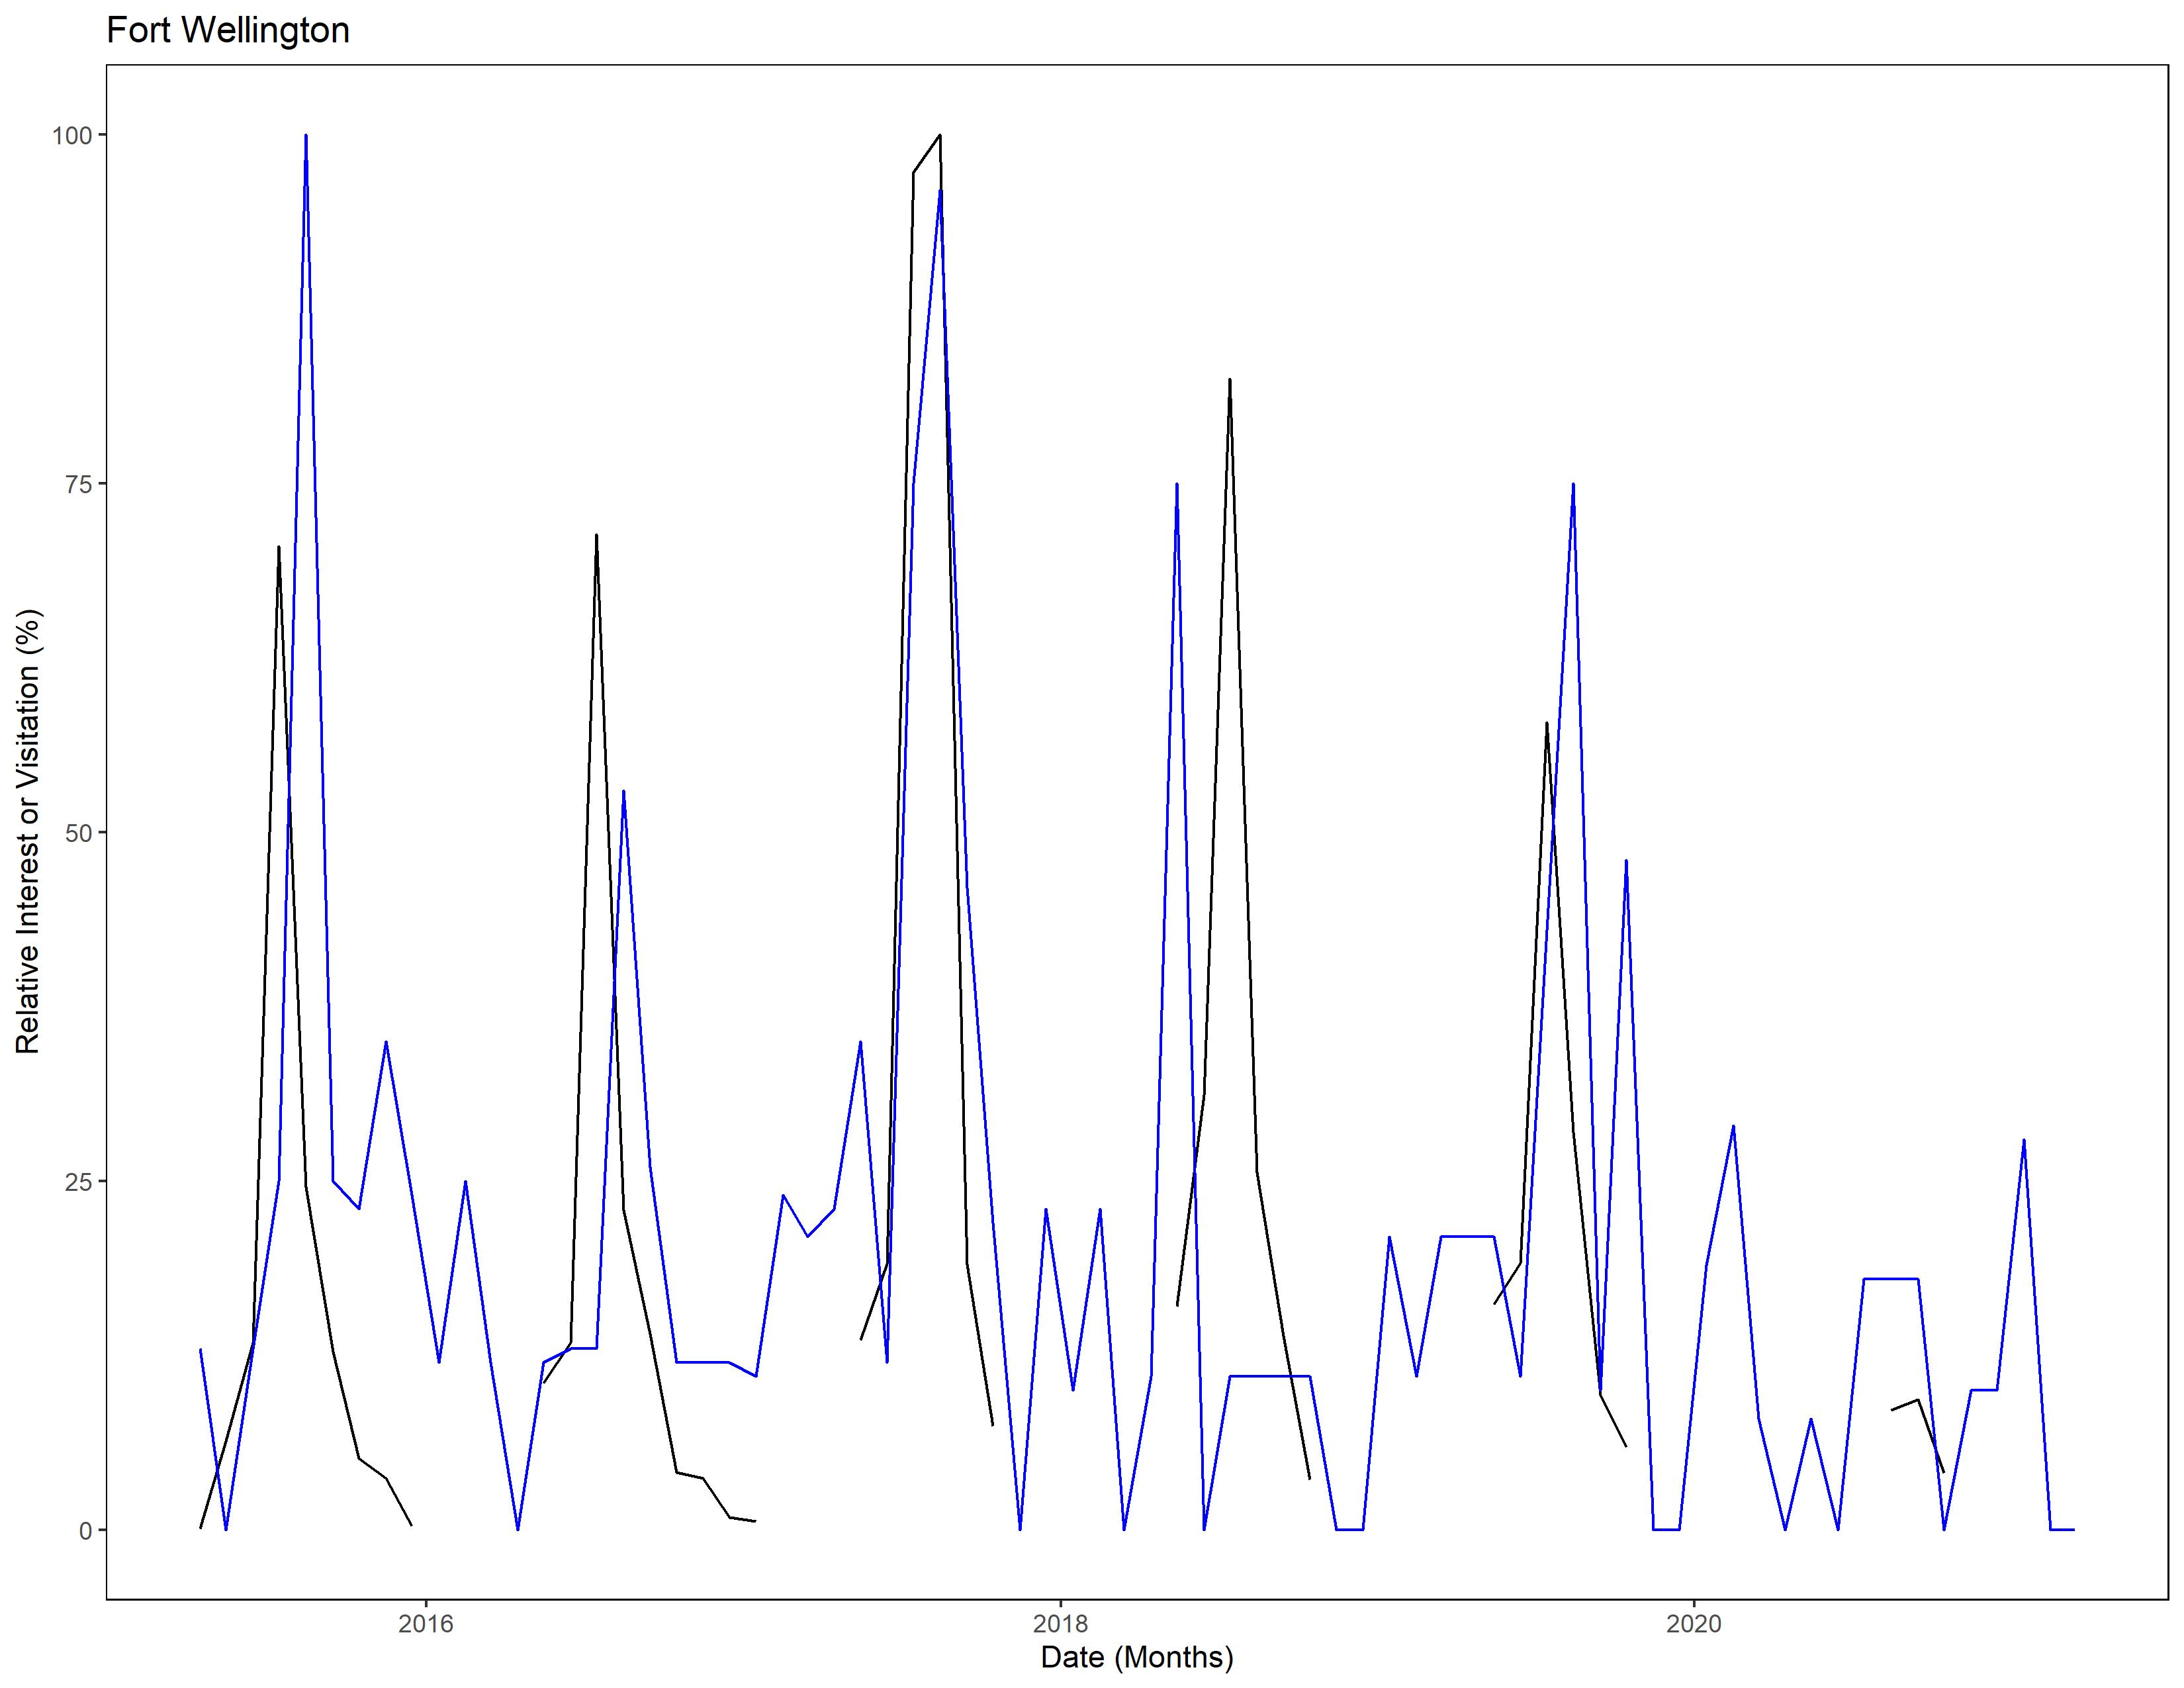 Fort Wellington
100
75
50
25
0
Relative Interest or Visitation (%)
2016 2018 2020
Date (Months)